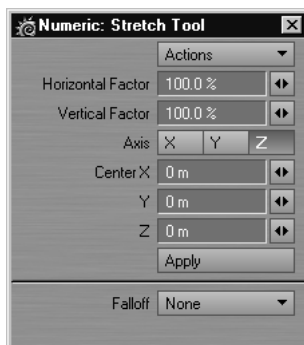 Numeric: Stretch Tool
Actions
Horizontal Factor 100.0 %
Vertical Factor 100.0 %
Axis X Y Z
Center X 0 m
Y 0 m
Z 0 m
Apply
Falloff None